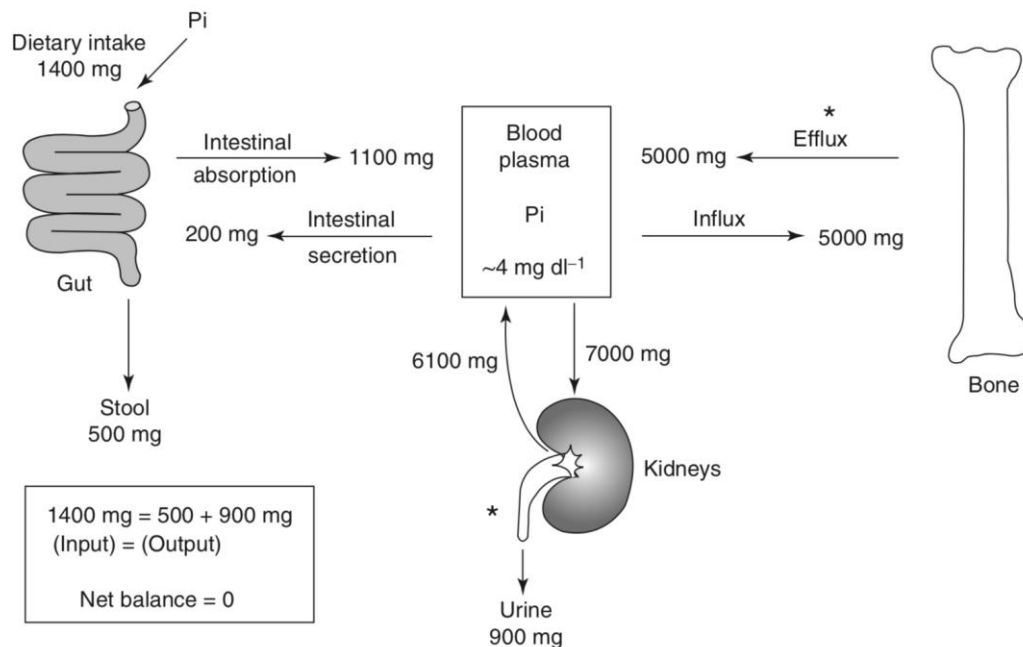 Pi
Dietary intake
1400 mg
Intestinal
absorption
1100 mg
200 mg
Intestinal
secretion
Gut
Stool
500 mg
Blood
plasma
Pi
~4 mg dl⁻¹
*
Efflux
5000 mg
Influx
5000 mg
Bone
6100 mg
7000 mg
Kidneys
*
Urine
900 mg
1400 mg = 500 + 900 mg
(Input) = (Output)
Net balance = 0